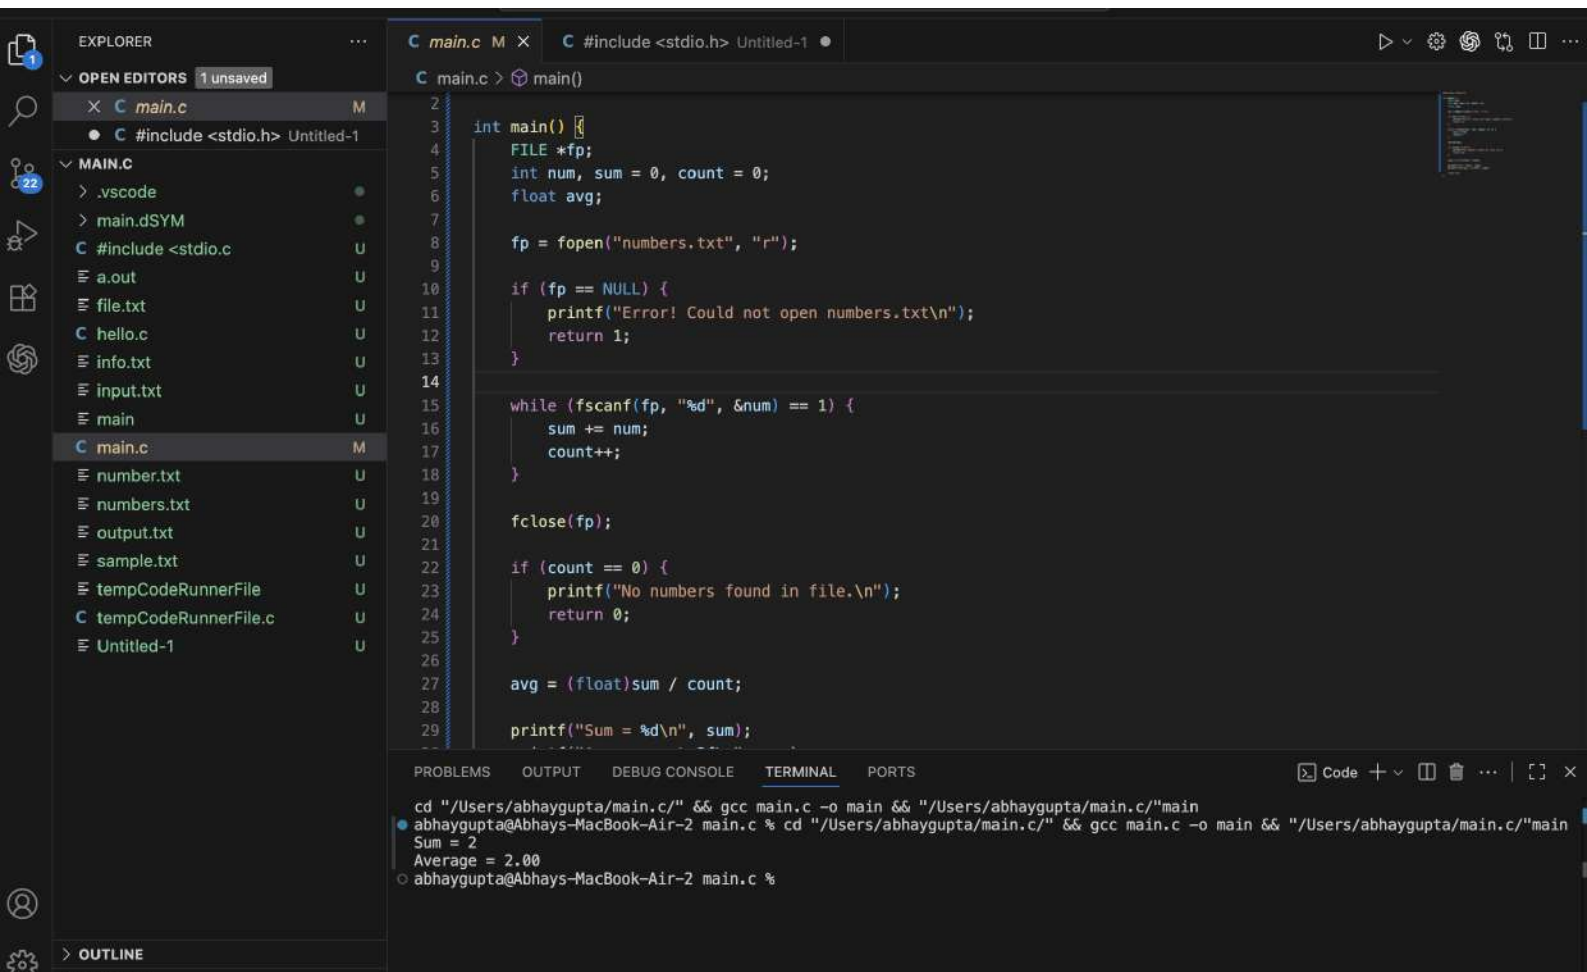 EXPLORER
OPEN EDITORS 1 unsaved
C main.c M
C #include <stdio.h> Untitled-1
MAIN.C
.vscode
main.dSYM
C #include <stdio.c U
a.out U
file.txt U
C hello.c U
info.txt U
input.txt U
main U
C main.c M
number.txt U
numbers.txt U
output.txt U
sample.txt U
tempCodeRunnerFile U
C tempCodeRunnerFile.c U
Untitled-1 U
OUTLINE
1
22
C main.c M
C #include <stdio.h> Untitled-1
C main.c > main()
2
3 int main() {
4 FILE *fp;
5 int num, sum = 0, count = 0;
6 float avg;
7
8 fp = fopen("numbers.txt", "r");
9
10 if (fp == NULL) {
11 printf("Error! Could not open numbers.txt\n");
12 return 1;
13 }
14
15 while (fscanf(fp, "%d", &num) == 1) {
16 sum += num;
17 count++;
18 }
19
20 fclose(fp);
21
22 if (count == 0) {
23 printf("No numbers found in file.\n");
24 return 0;
25 }
26
27 avg = (float)sum / count;
28
29 printf("Sum = %d\n", sum);
PROBLEMS OUTPUT DEBUG CONSOLE TERMINAL PORTS
Code
cd "/Users/abhaygupta/main.c/" && gcc main.c -o main && "/Users/abhaygupta/main.c/"main
abhaygupta@Abhays-MacBook-Air-2 main.c % cd "/Users/abhaygupta/main.c/" && gcc main.c -o main && "/Users/abhaygupta/main.c/"main
Sum = 2
Average = 2.00
abhaygupta@Abhays-MacBook-Air-2 main.c %